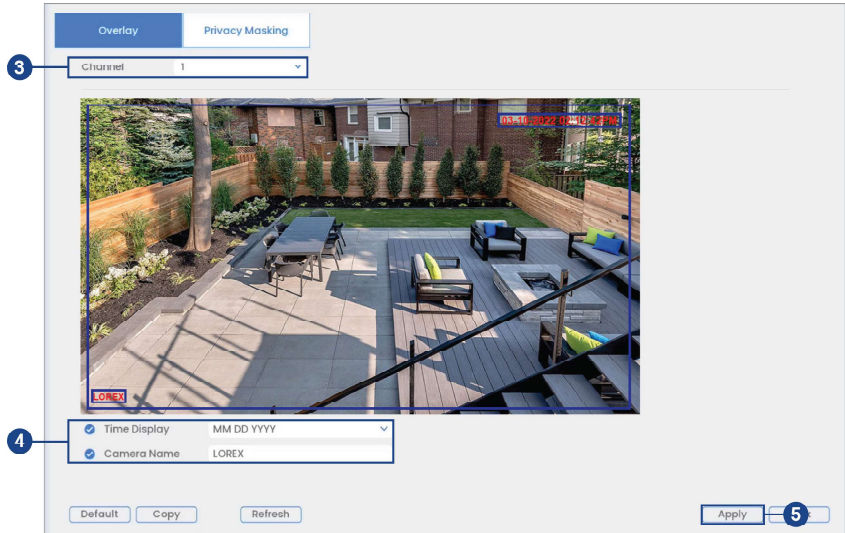 Overlay Privacy Masking
3
Channel 1
LOREX
4
Time Display MM DD YYYY
Camera Name LOREX
Default Copy Refresh Apply 5